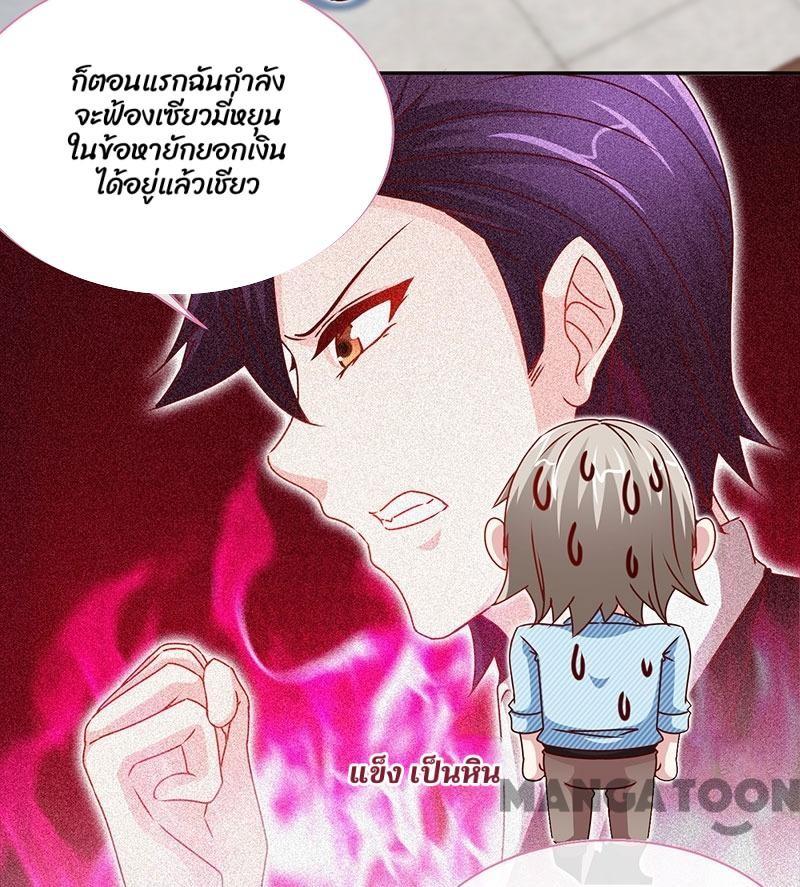 ก็ตอนแรกฉันกำลัง
จะฟ้องเซียวมี่หยุน
ในข้อหายักยอกเงิน
ได้อยู่แล้วเชียว
แข็ง เป็นหิน
MANGATOON